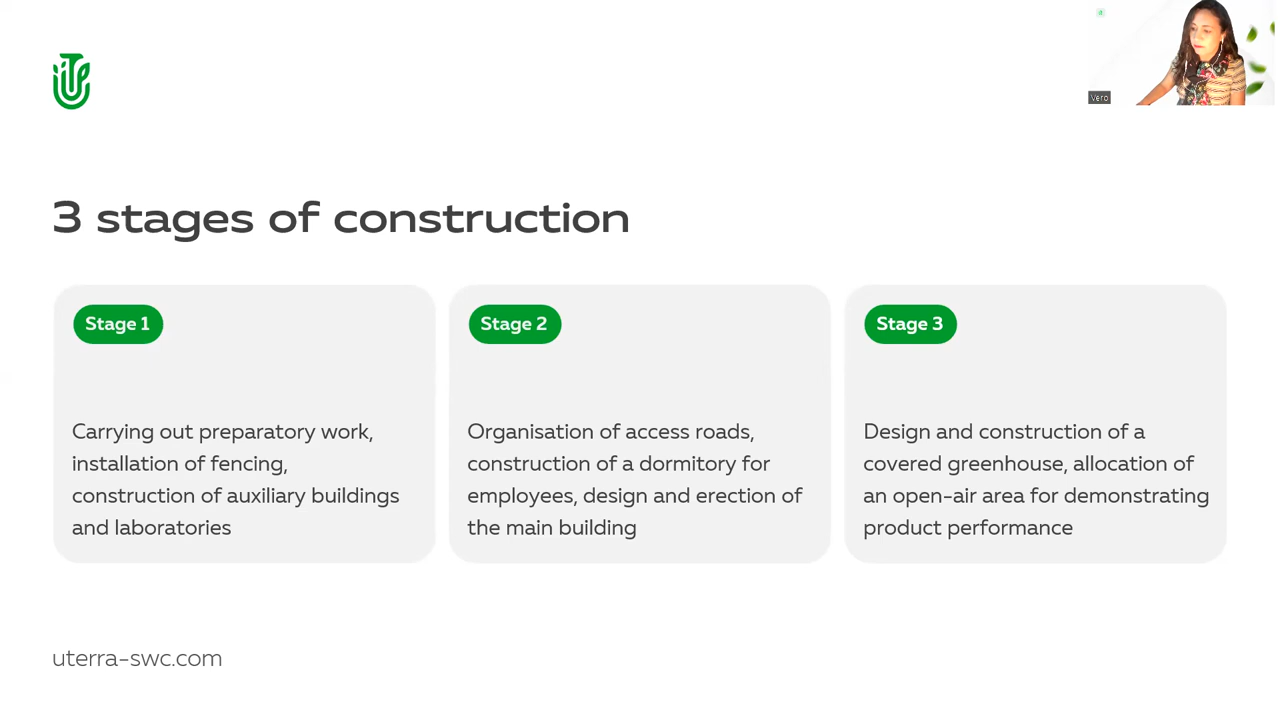 Vero
3 stages of construction
Stage 1
Carrying out preparatory work,
installation of fencing,
construction of auxiliary buildings
and laboratories
Stage 2
Organisation of access roads,
construction of a dormitory for
employees, design and erection of
the main building
Stage 3
Design and construction of a
covered greenhouse, allocation of
an open-air area for demonstrating
product performance
uterra-swc.com